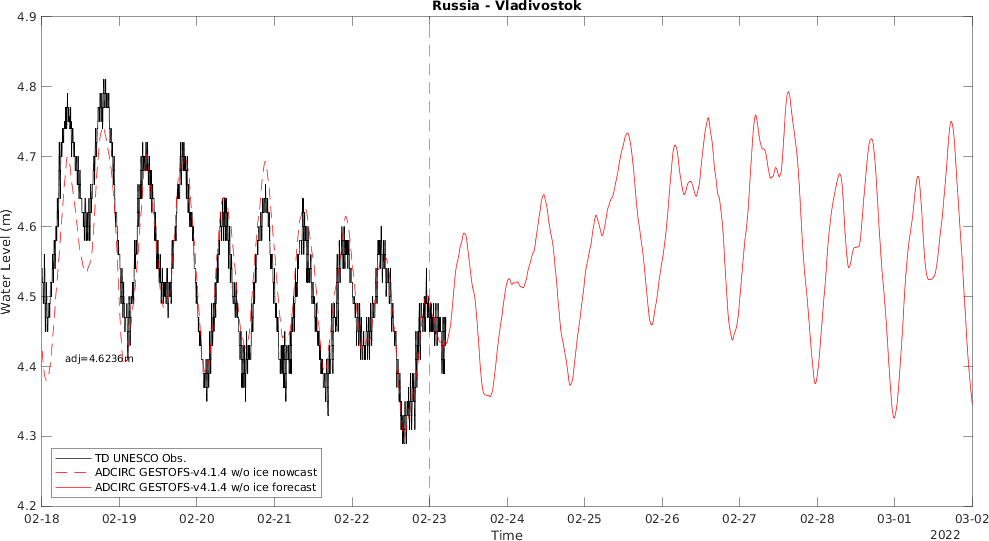 Russia - Vladivostok
4.9
4.8
4.7
4.6
4.5
4.4
4.3
4.2
Water Level (m)
adj=4.6236m
TD UNESCO Obs.
ADCIRC GESTOFS-v4.1.4 w/o ice nowcast
ADCIRC GESTOFS-v4.1.4 w/o ice forecast
02-18 02-19 02-20 02-21 02-22 02-23 02-24 02-25 02-26 02-27 02-28 03-01 03-02
Time
2022